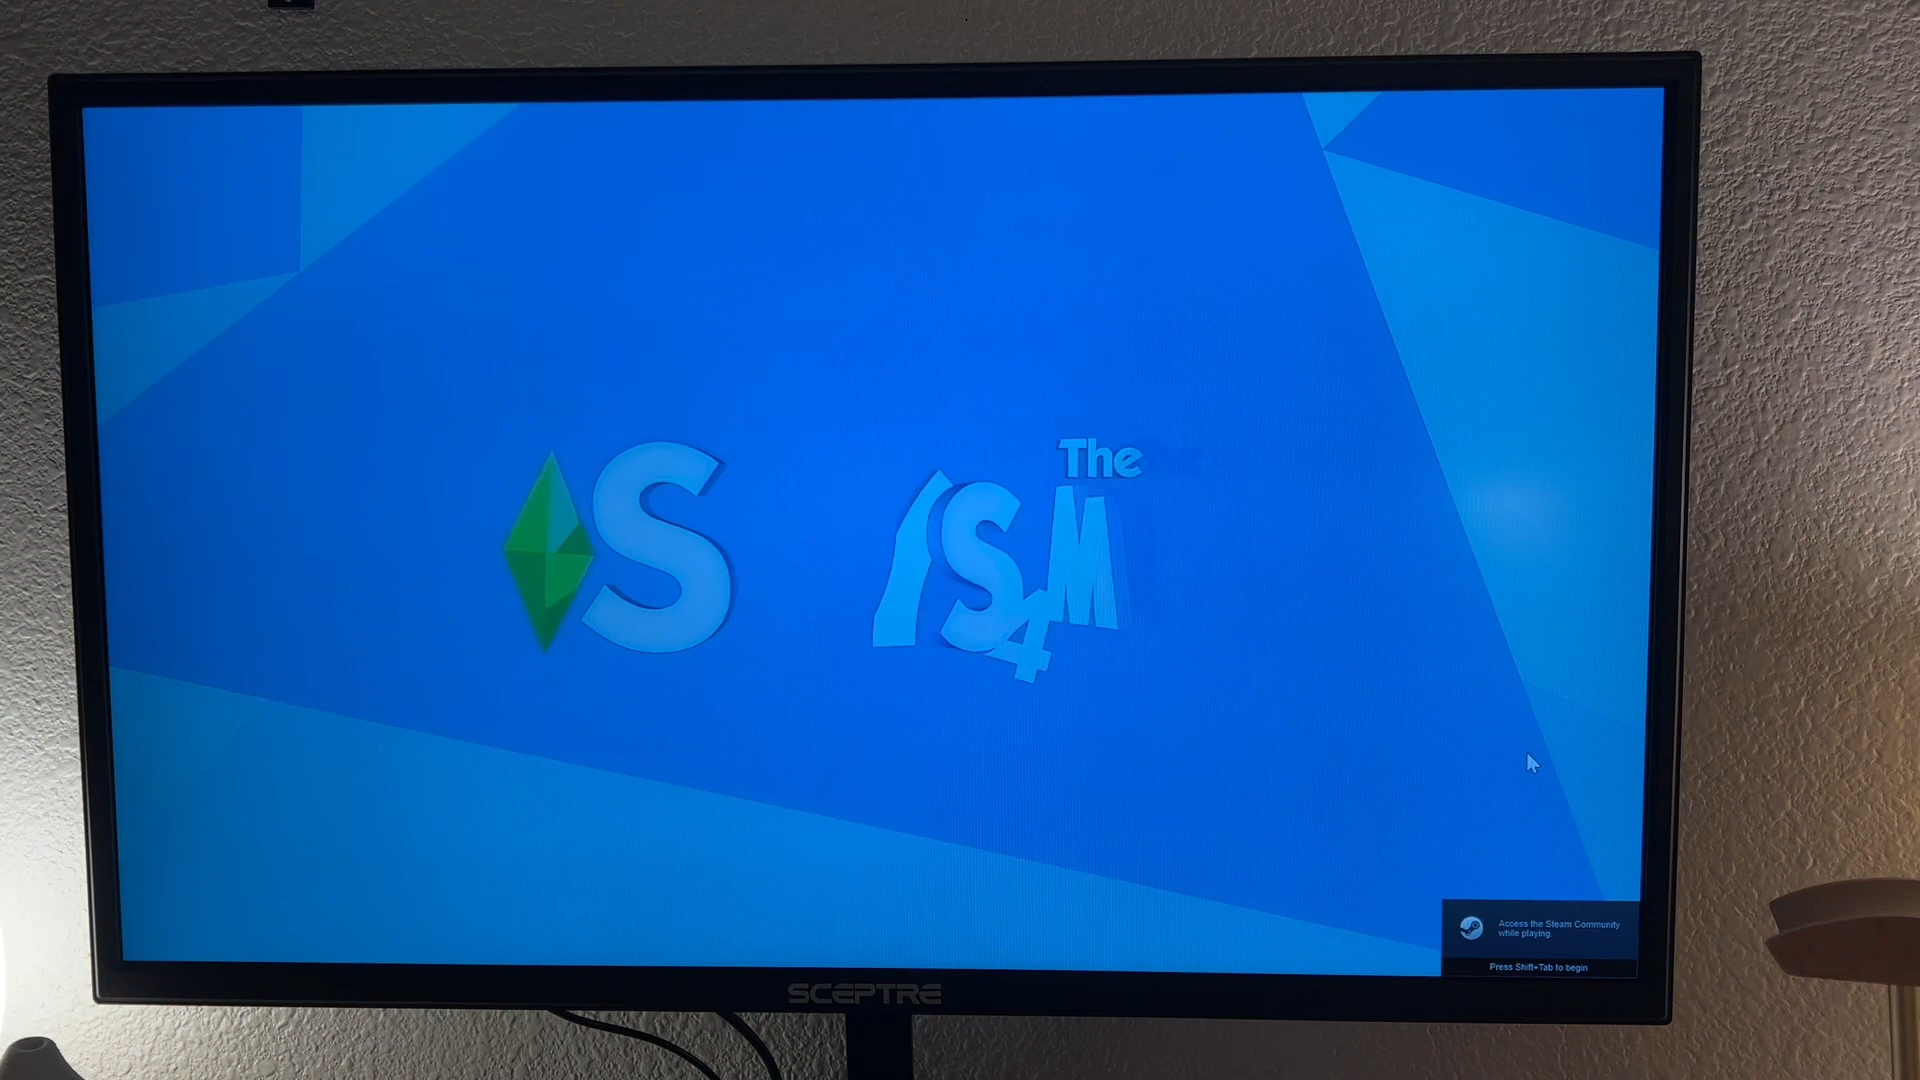 The
S
I S M
4
Access the Steam Community
while playing.
Press Shift+Tab to begin
SCEPTRE